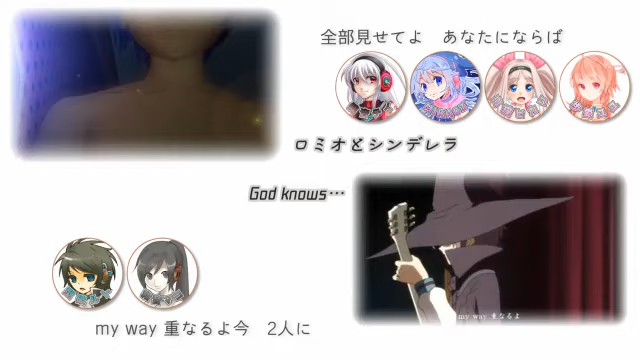 全部見せてよ　あなたにならば
ロミオとシンデレラ
God knows…
my way 重なるよ
my way 重なるよ今　2人に